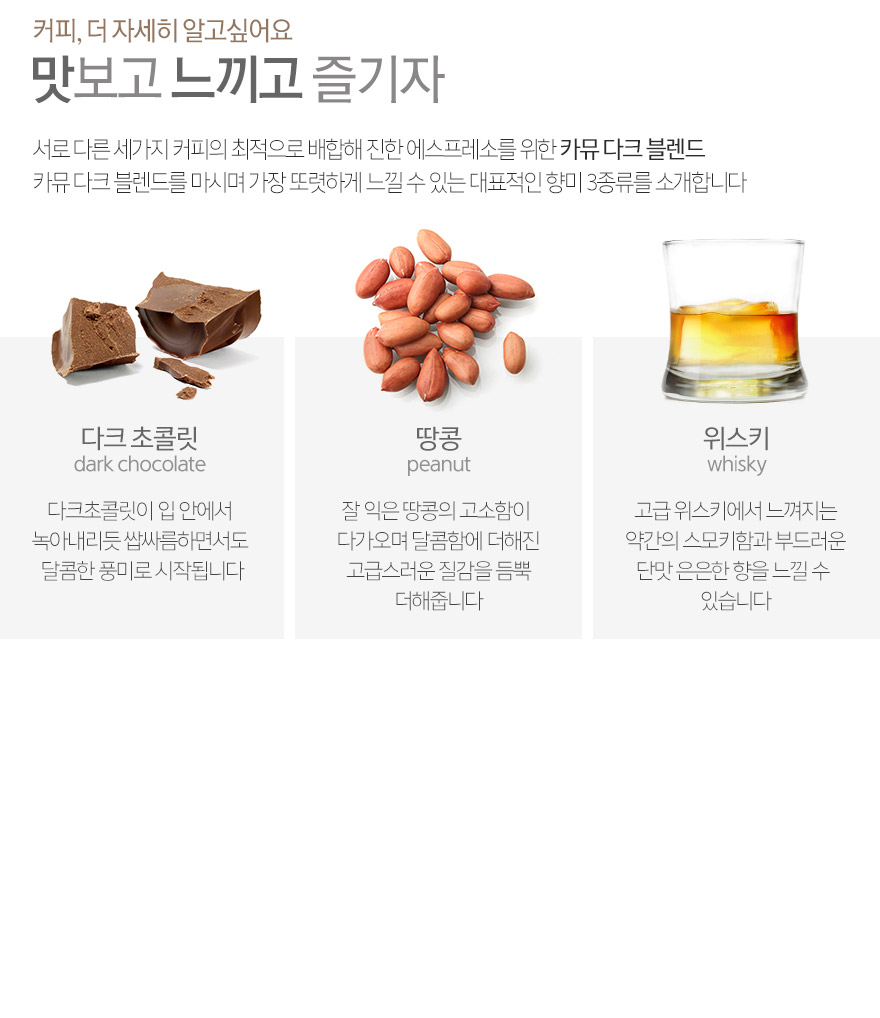 커피, 더 자세히 알고싶어요
맛보고 느끼고 즐기자
서로 다른 세가지 커피의 최적으로 배합해 진한 에스프레소를 위한 카뮤 다크 블렌드
카뮤 다크 블렌드를 마시며 가장 또렷하게 느낄 수 있는 대표적인 향미 3종류를 소개합니다
다크 초콜릿
dark chocolate
다크초콜릿이 입 안에서
녹아내리듯 쌉싸름하면서도
달콤한 풍미로 시작됩니다
땅콩
peanut
잘 익은 땅콩의 고소함이
다가오며 달콤함에 더해진
고급스러운 질감을 듬뿍
더해줍니다
위스키
whisky
고급 위스키에서 느껴지는
약간의 스모키함과 부드러운
단맛 은은한 향을 느낄 수
있습니다